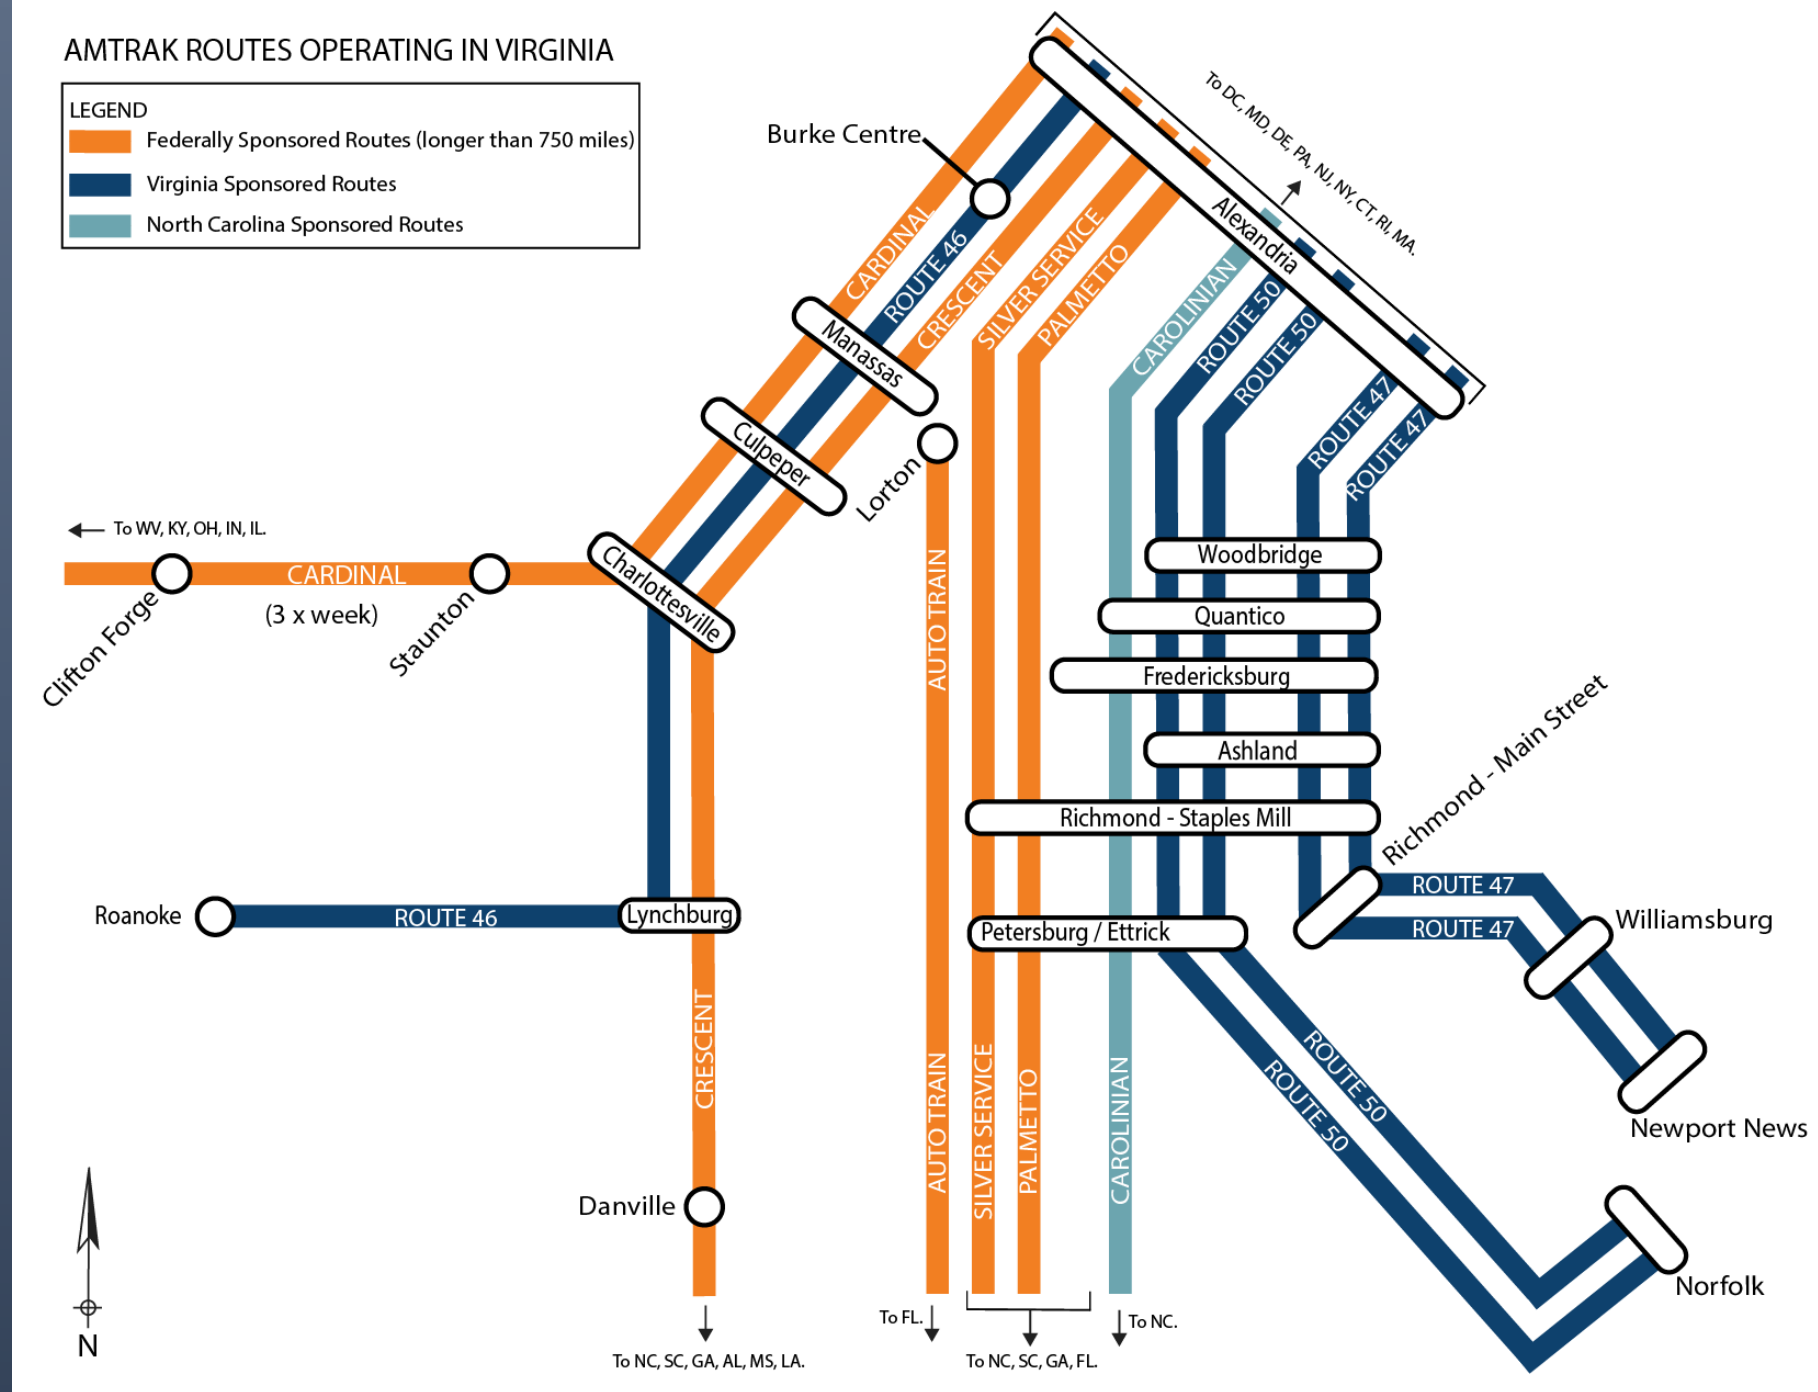 AMTRAK ROUTES OPERATING IN VIRGINIA
LEGEND
Federally Sponsored Routes (longer than 750 miles)
Virginia Sponsored Routes
North Carolina Sponsored Routes
To DC, MD, DE, PA, NJ, NY, CT, RI, MA.
Burke Centre
Alexandria
CARDINAL
ROUTE 46
CRESCENT
SILVER SERVICE
PALMETTO
CAROLINIAN
ROUTE 50
ROUTE 50
ROUTE 47
ROUTE 47
Manassas
Culpeper
Lorton
To WV, KY, OH, IN, IL.
CARDINAL
(3 x week)
Clifton Forge
Staunton
Charlottesville
AUTO TRAIN
Woodbridge
Quantico
Fredericksburg
Ashland
Richmond - Staples Mill
Richmond - Main Street
Roanoke
ROUTE 46
Lynchburg
Petersburg / Ettrick
ROUTE 47
ROUTE 47
Williamsburg
Newport News
CRESCENT
AUTO TRAIN
SILVER SERVICE
PALMETTO
CAROLINIAN
ROUTE 50
ROUTE 50
Danville
Norfolk
N
To NC, SC, GA, AL, MS, LA.
To FL.
To NC, SC, GA, FL.
To NC.